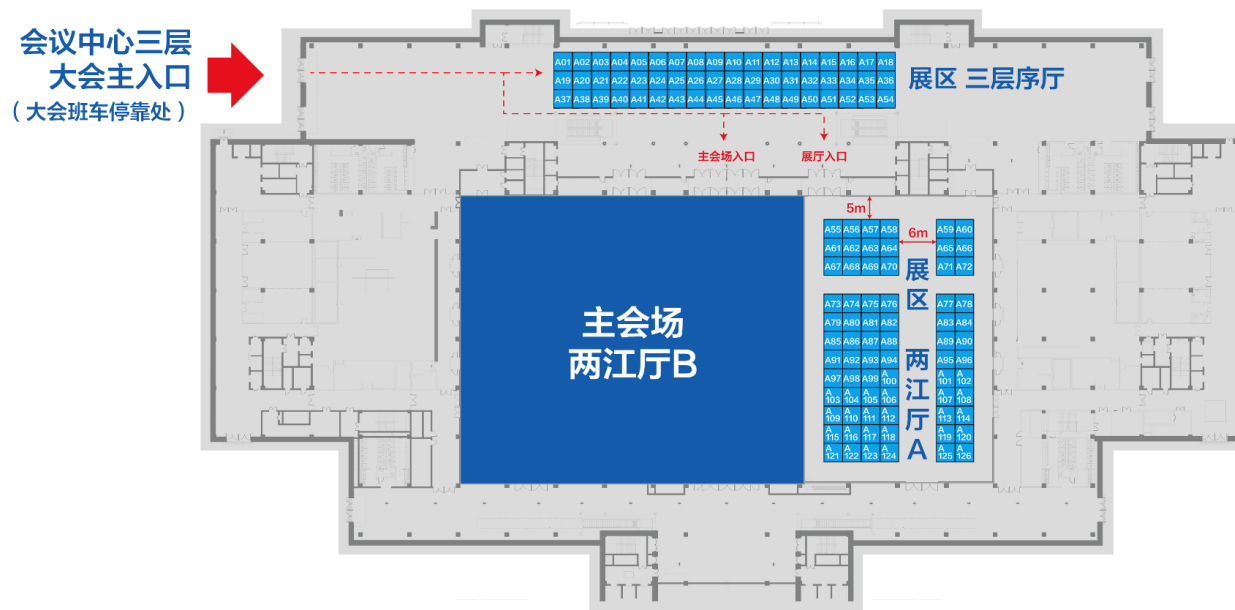 会议中心三层
大会主入口
（大会班车停靠处）
A01 A02 A03 A04 A05 A06 A07 A08 A09 A10 A11 A12 A13 A14 A15 A16 A17 A18
A19 A20 A21 A22 A23 A24 A25 A26 A27 A28 A29 A30 A31 A32 A33 A34 A35 A36
A37 A38 A39 A40 A41 A42 A43 A44 A45 A46 A47 A48 A49 A50 A51 A52 A53 A54
展区 三层序厅
主会场入口
展厅入口
主会场
两江厅B
5m
6m
A55 A56 A57 A58 A59 A60
A61 A62 A63 A64 A65 A66
A67 A68 A69 A70 A71 A72
A73 A74 A75 A76 A77 A78
A79 A80 A81 A82 A83 A84
A85 A86 A87 A88 A89 A90
A91 A92 A93 A94 A95 A96
A97 A98 A99 A100 A101 A102
A103 A104 A105 A106 A107 A108
A109 A110 A111 A112 A113 A114
A115 A116 A117 A118 A119 A120
A121 A122 A123 A124 A125 A126
展区 两江厅A